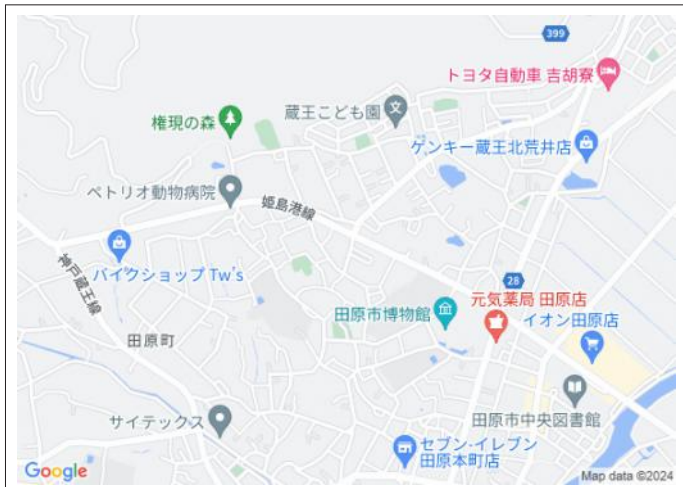 399
トヨタ自動車 吉胡寮
蔵王こども園
権現の森
ゲンキー蔵王北荒井店
ペトリオ動物病院
姫島港線
バイクショップ Tw's
神戸蔵王線
28
元気薬局 田原店
田原市博物館
イオン田原店
田原町
サイテックス
田原市中央図書館
セブン-イレブン
田原本町店
Google
Map data ©2024